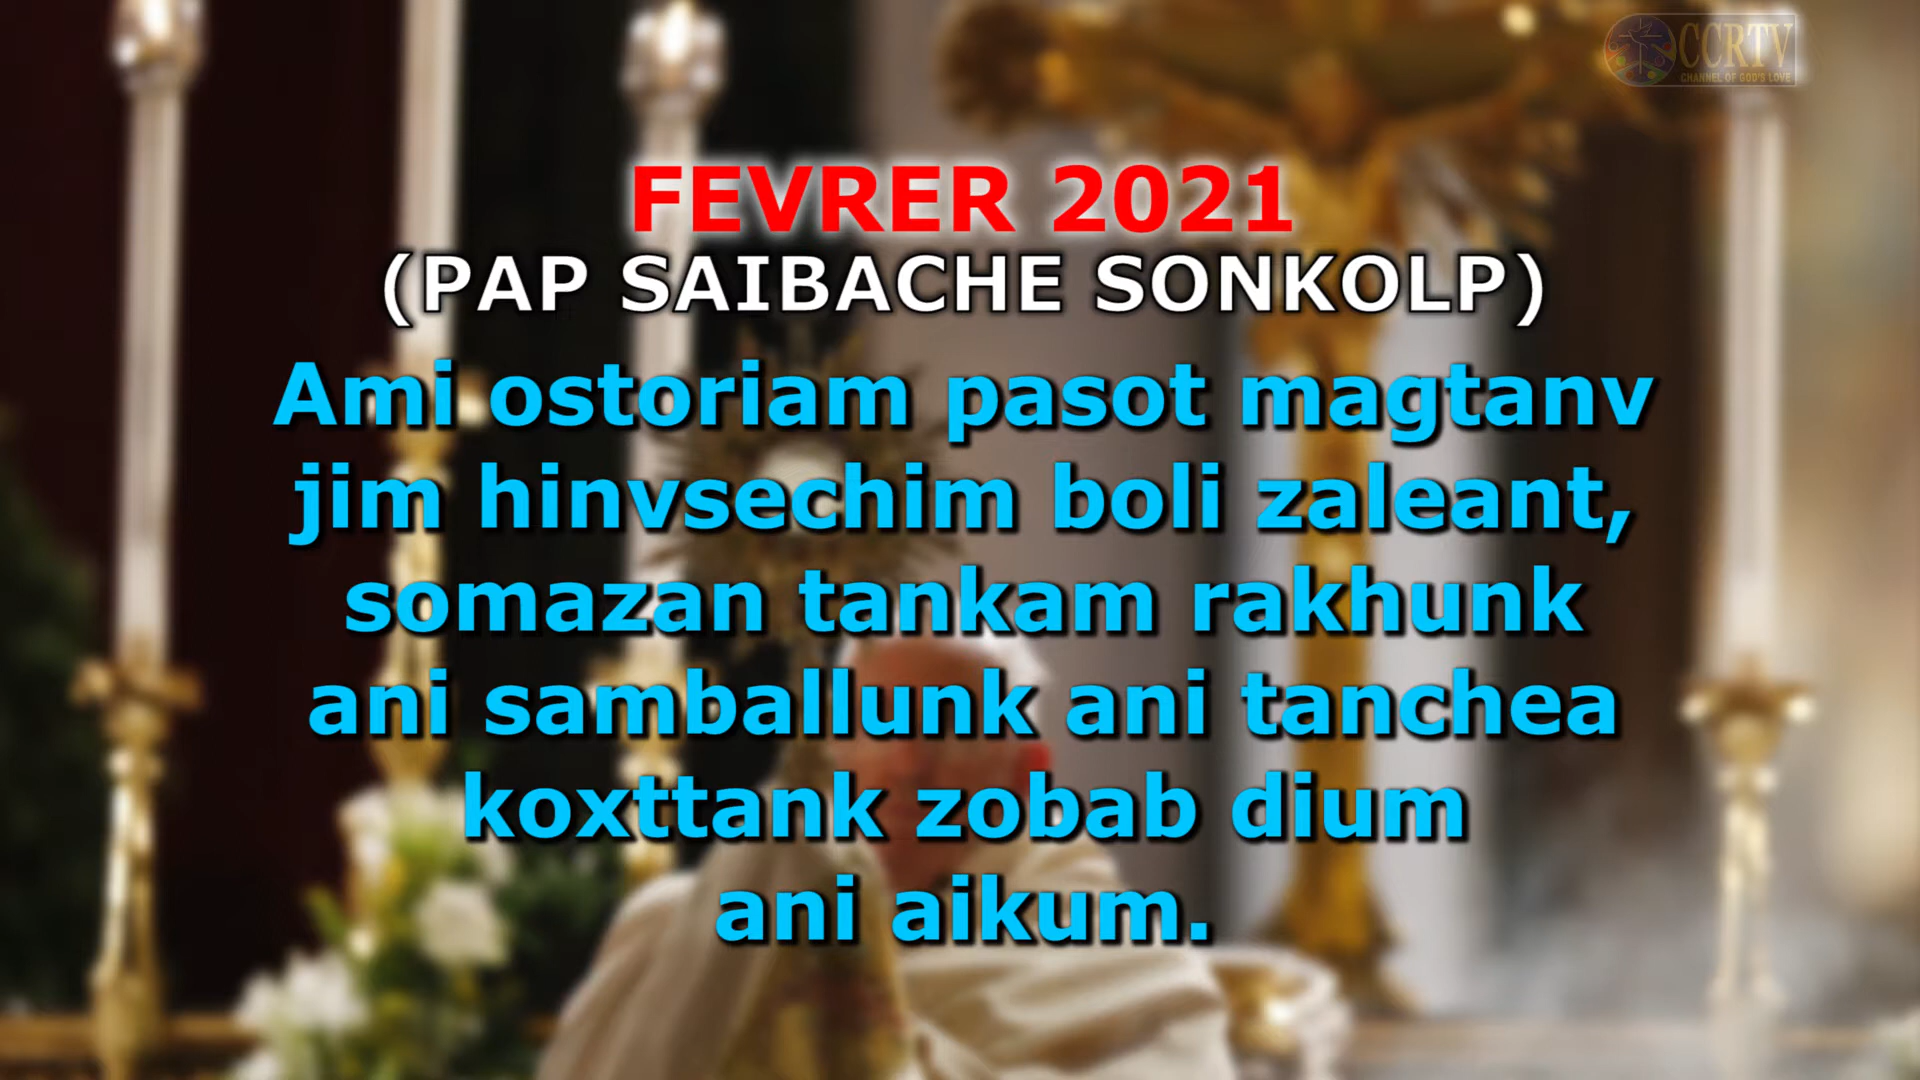 CCRTV
CHANNEL OF GOD'S LOVE
FEVRER 2021
(PAP SAIBACHE SONKOLP)
Ami ostoriam pasot magtanv
jim hinvsechim boli zaleant,
somazan tankam rakhunk
ani samballunk ani tanchea
koxttank zobab dium
ani aikum.